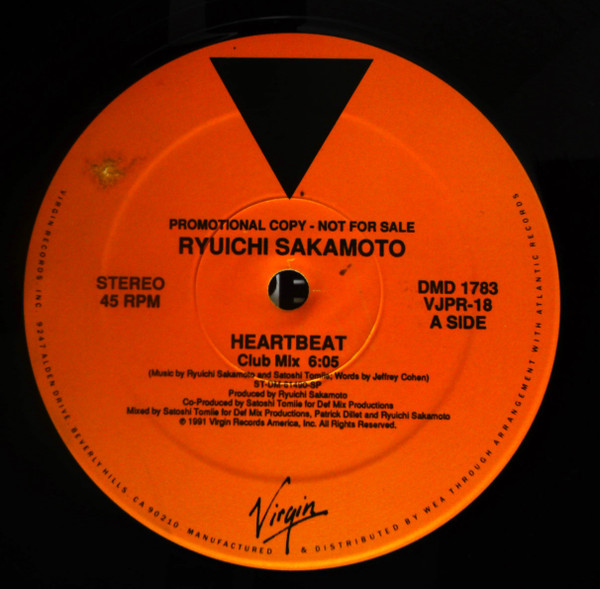 PROMOTIONAL COPY - NOT FOR SALE
RYUICHI SAKAMOTO
STEREO
45 RPM
DMD 1783
VJPR-18
A SIDE
HEARTBEAT
Club Mix 6:05
(Music by Ryuichi Sakamoto and Satoshi Tomiie; Words by Jeffrey Cohen)
ST-DM-61490-SP
Produced by Ryuichi Sakamoto
Co-Produced by Satoshi Tomiie for Def Mix Productions
Mixed by Satoshi Tomiie for Def Mix Productions, Patrick Dillet and Ryuichi Sakamoto
© 1991 Virgin Records America, Inc. All Rights Reserved.
Virgin
VIRGIN RECORDS INC 9247 ALDEN DRIVE, BEVERLY HILLS, CA 90210 MANUFACTURED & DISTRIBUTED BY WEA THROUGH ARRANGEMENT WITH ATLANTIC RECORDS